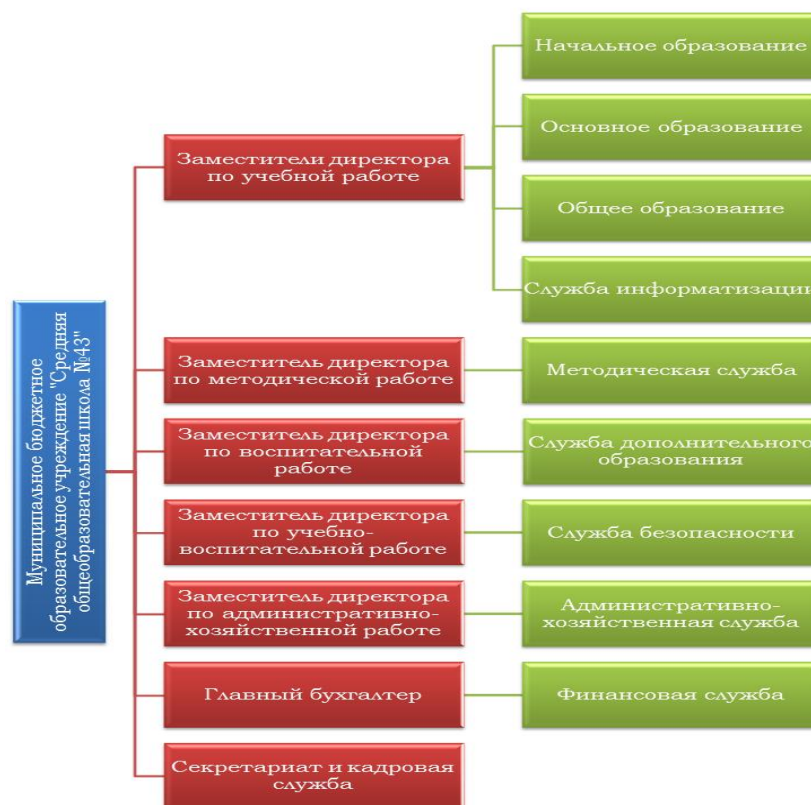 Муниципальное бюджетное
образовательное учреждение "Средняя
общеобразовательная школа №43"
Заместители директора
по учебной работе
Начальное образование
Основное образование
Общее образование
Служба информатизации
Заместитель директора
по методической работе
Методическая служба
Заместитель директора
по воспитательной
работе
Служба дополнительного
образования
Заместитель директора
по учебно-
воспитательной работе
Служба безопасности
Заместитель директора
по административно-
хозяйственной работе
Административно-
хозяйственная служба
Главный бухгалтер
Финансовая служба
Секретариат и кадровая
служба